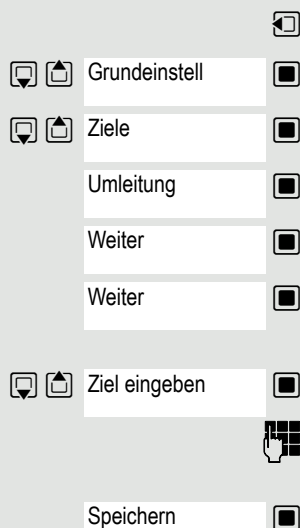 Grundeinstell
Ziele
Umleitung
Weiter
Weiter
Ziel eingeben
Speichern